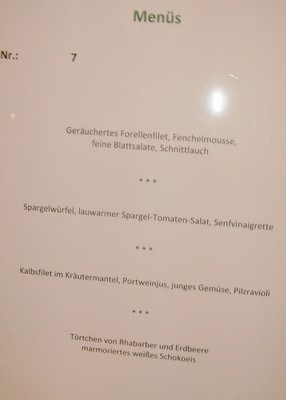 Menüs
Nr.: 7
Geräuchertes Forellenfilet, Fenchelmousse,
feine Blattsalate, Schnittlauch
***
Spargelwürfel, lauwarmer Spargel-Tomaten-Salat, Senfvinaigrette
***
Kalbsfilet im Kräutermantel, Portweinjus, junges Gemüse, Pilzravioli
***
Törtchen von Rhabarber und Erdbeere
marmoriertes weißes Schokoeis